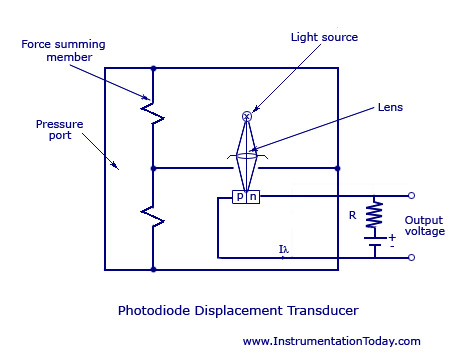 Light source
Force summing
member
Lens
Pressure
port
p n
R
+
-
Output
voltage
Iλ
Photodiode Displacement Transducer
www.InstrumentationToday.com